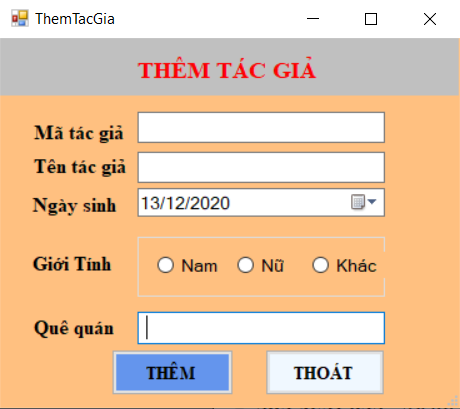 ThemTacGia
THÊM TÁC GIẢ
Mã tác giả
Tên tác giả
Ngày sinh 13/12/2020
Giới Tính Nam Nữ Khác
Quê quán
THÊM THOÁT